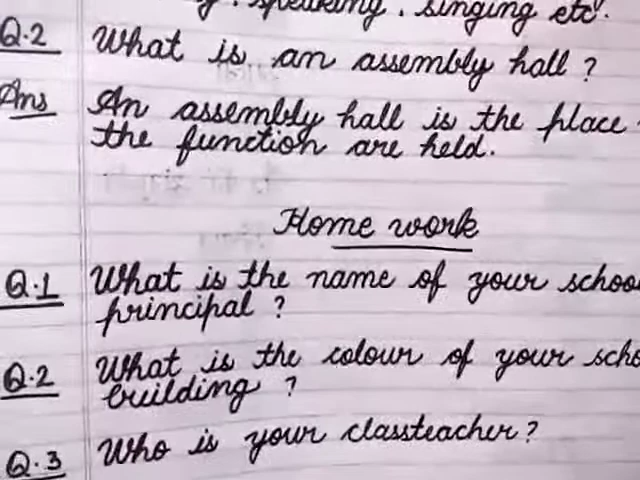 speaking, singing etc.
Q.2 What is an assembly hall ?
Ans An assembly hall is the place
the function are held.
Home work
Q.1 What is the name of your schoo
principal ?
Q.2 What is the colour of your scho
building ?
Q.3 Who is your classteacher ?